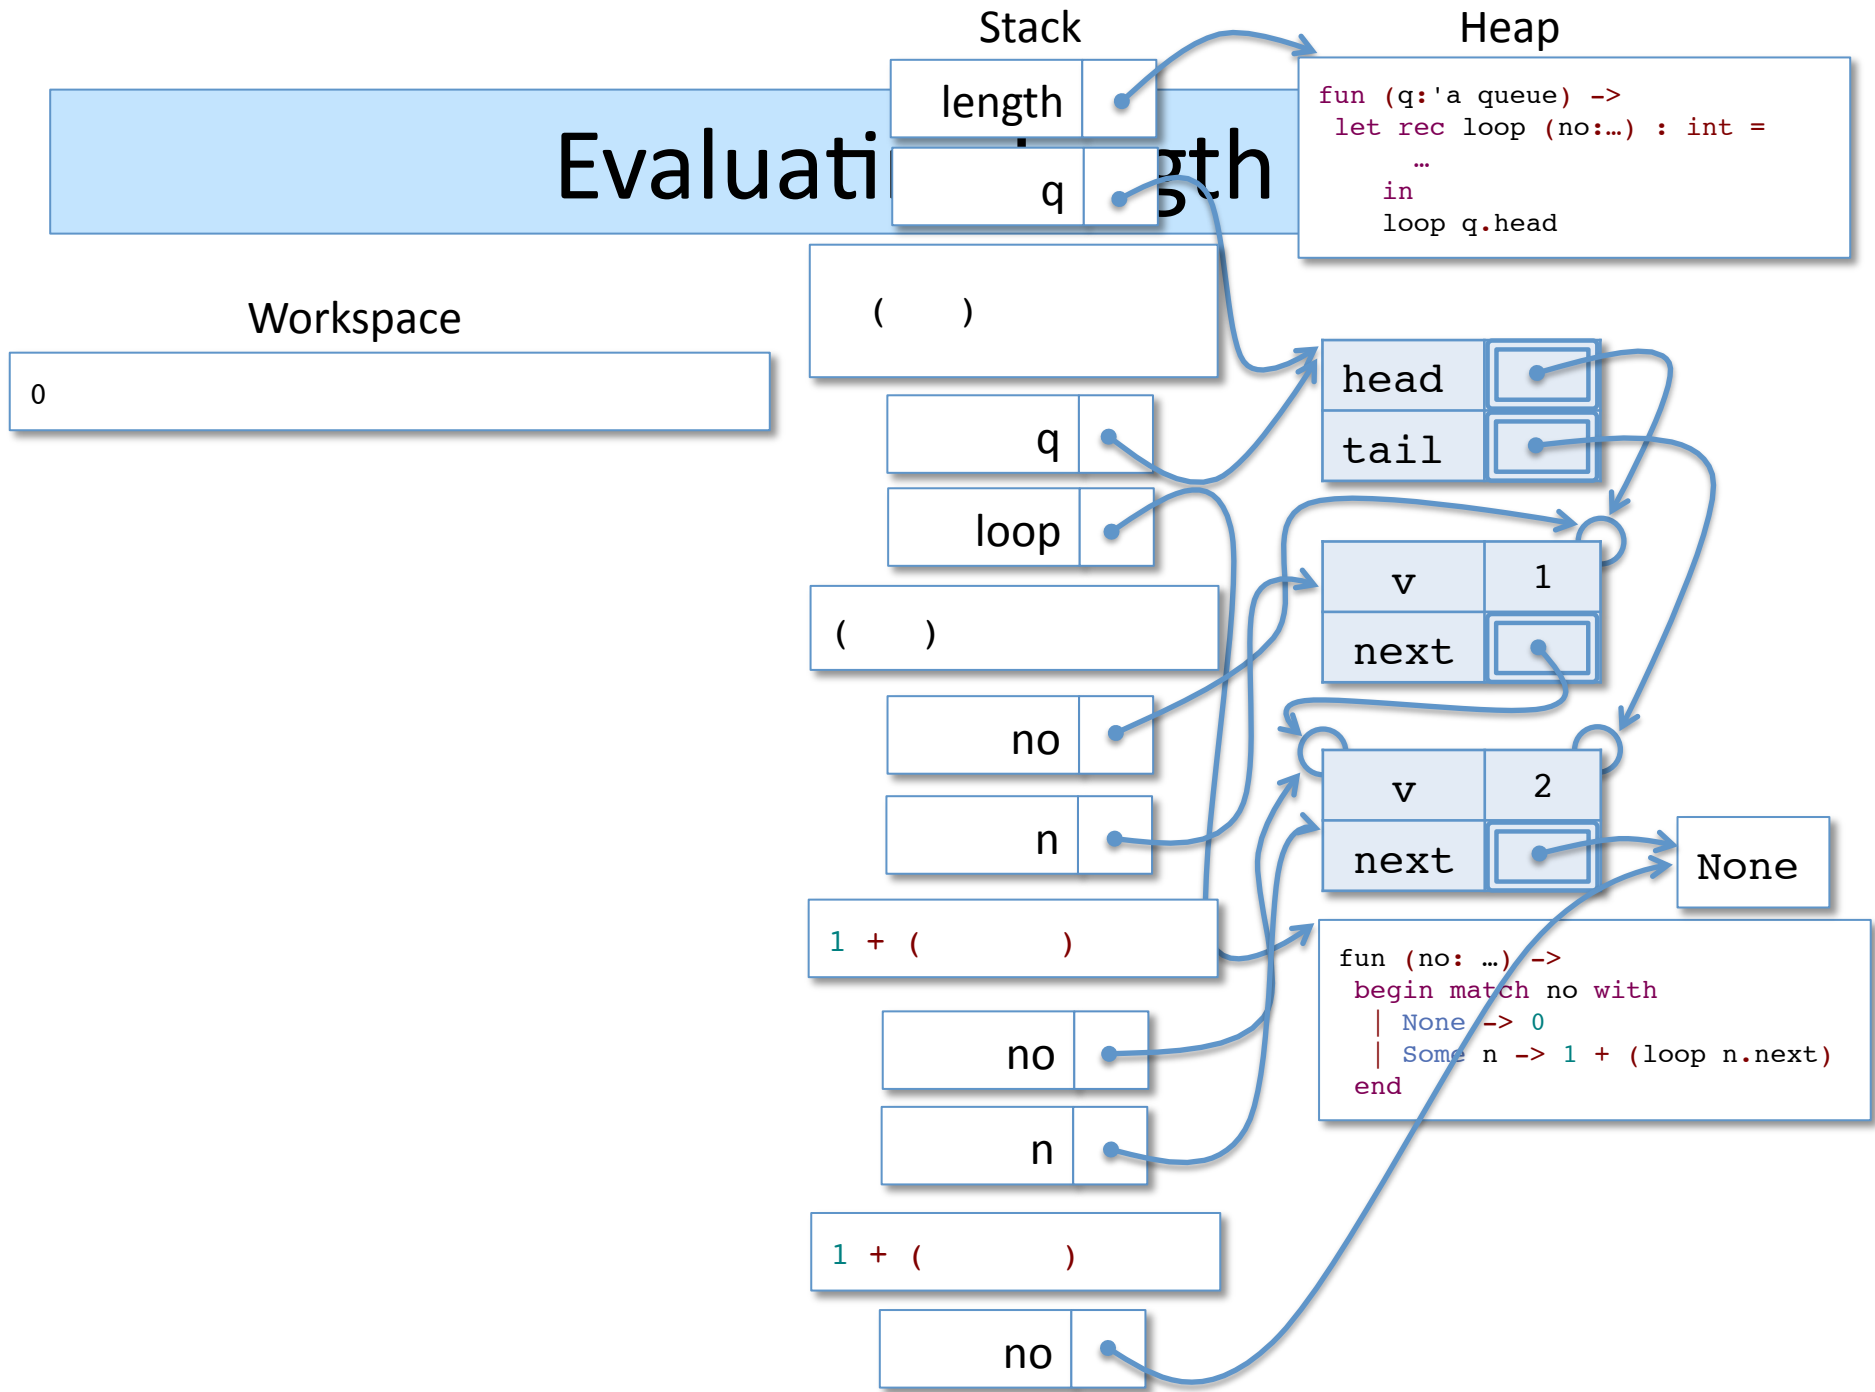 Stack
Heap
length
fun (q:'a queue) ->
let rec loop (no:…) : int =
…
in
loop q.head
q
( )
Workspace
0
head
tail
q
loop
v 1
next
( )
no
n
v 2
next
None
1 + ( )
fun (no: …) ->
begin match no with
| None -> 0
| Some n -> 1 + (loop n.next)
end
no
n
1 + ( )
no